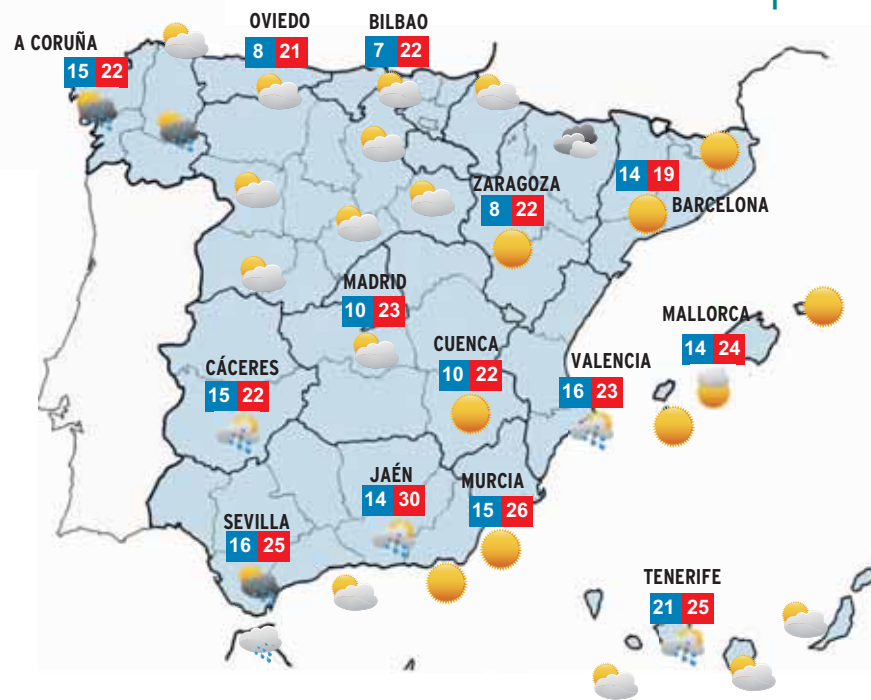 OVIEDO
8 21
BILBAO
7 22
A CORUÑA
15 22
ZARAGOZA
8 22
14 19
BARCELONA
MADRID
10 23
MALLORCA
14 24
CUENCA
10 22
VALENCIA
16 23
CÁCERES
15 22
JAÉN
14 30
MURCIA
15 26
SEVILLA
16 25
TENERIFE
21 25